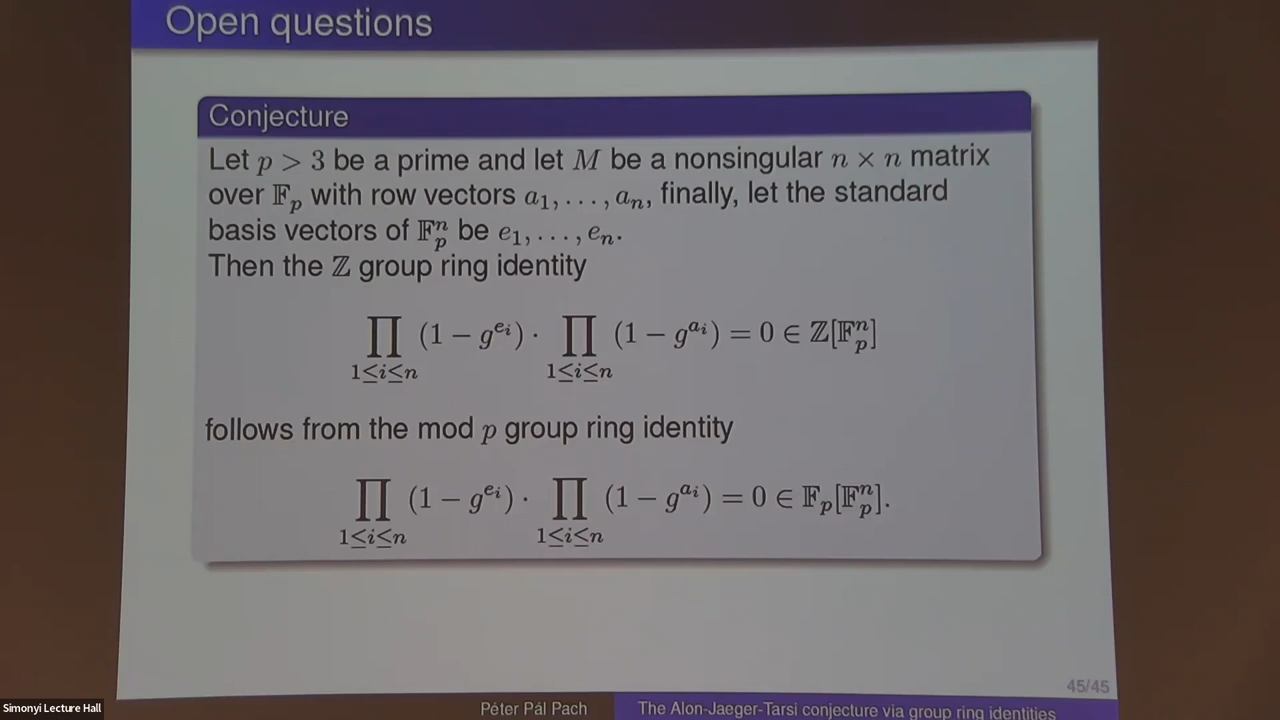 Open questions
Conjecture
Let p > 3 be a prime and let M be a nonsingular n × n matrix
over 𝔽_p with row vectors a_1, . . . , a_n, finally, let the standard
basis vectors of 𝔽_p^n be e_1, . . . , e_n.
Then the ℤ group ring identity
∏_{1≤i≤n} (1 − g^{e_i}) · ∏_{1≤i≤n} (1 − g^{a_i}) = 0 ∈ ℤ[𝔽_p^n]
follows from the mod p group ring identity
∏_{1≤i≤n} (1 − g^{e_i}) · ∏_{1≤i≤n} (1 − g^{a_i}) = 0 ∈ 𝔽_p[𝔽_p^n].
45/45
Simonyi Lecture Hall
Péter Pál Pach
The Alon-Jaeger-Tarsi conjecture via group ring identities